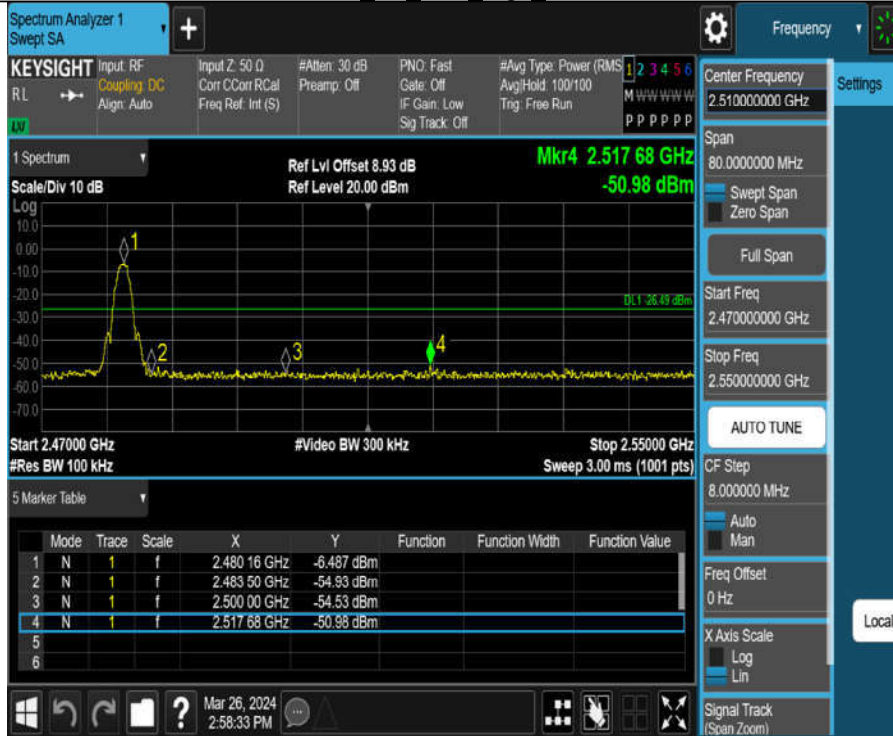 Spectrum Analyzer 1
Swept SA
Frequency
KEYSIGHT Input: RF Input Z: 50 Ω #Atten: 30 dB PNO: Fast #Avg Type: Power (RMS 1 2 3 4 5 6
RL Coupling: DC Corr CCorr RCal Preamp: Off Gate: Off Avg|Hold: 100/100 M W W W W W
Align: Auto Freq Ref: Int (S) IF Gain: Low Trig: Free Run
Sig Track: Off P P P P P P
LXI
1 Spectrum
Ref Lvl Offset 8.93 dB
Mkr4 2.517 68 GHz
Scale/Div 10 dB
Ref Level 20.00 dBm
-50.98 dBm
Log
10.0
0.00
-10.0
-20.0
-30.0
-40.0
-50.0
-60.0
-70.0
1
2
3
4
DL1 -26.49 dBm
Start 2.47000 GHz #Video BW 300 kHz Stop 2.55000 GHz
#Res BW 100 kHz Sweep 3.00 ms (1001 pts)
5 Marker Table
Mode Trace Scale X Y Function Function Width Function Value
1 N 1 f 2.480 16 GHz -6.487 dBm
2 N 1 f 2.483 50 GHz -54.93 dBm
3 N 1 f 2.500 00 GHz -54.53 dBm
4 N 1 f 2.517 68 GHz -50.98 dBm
5
6
?
Mar 26, 2024
2:58:33 PM
Center Frequency
2.510000000 GHz
Settings
Span
80.0000000 MHz
Swept Span
Zero Span
Full Span
Start Freq
2.470000000 GHz
Stop Freq
2.550000000 GHz
AUTO TUNE
CF Step
8.000000 MHz
Auto
Man
Freq Offset
0 Hz
Local
X Axis Scale
Log
Lin
Signal Track
(Span Zoom)